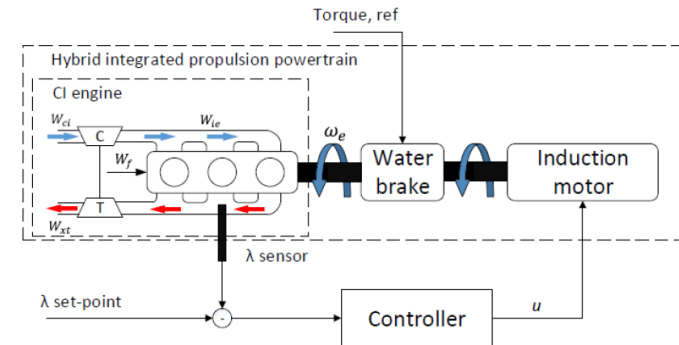 Torque, ref
Hybrid integrated propulsion powertrain
CI engine
W_ci
W_ie
C
ω_e
W_f
Water
brake
Induction
motor
T
W_xt
λ sensor
λ set-point
-
Controller
u